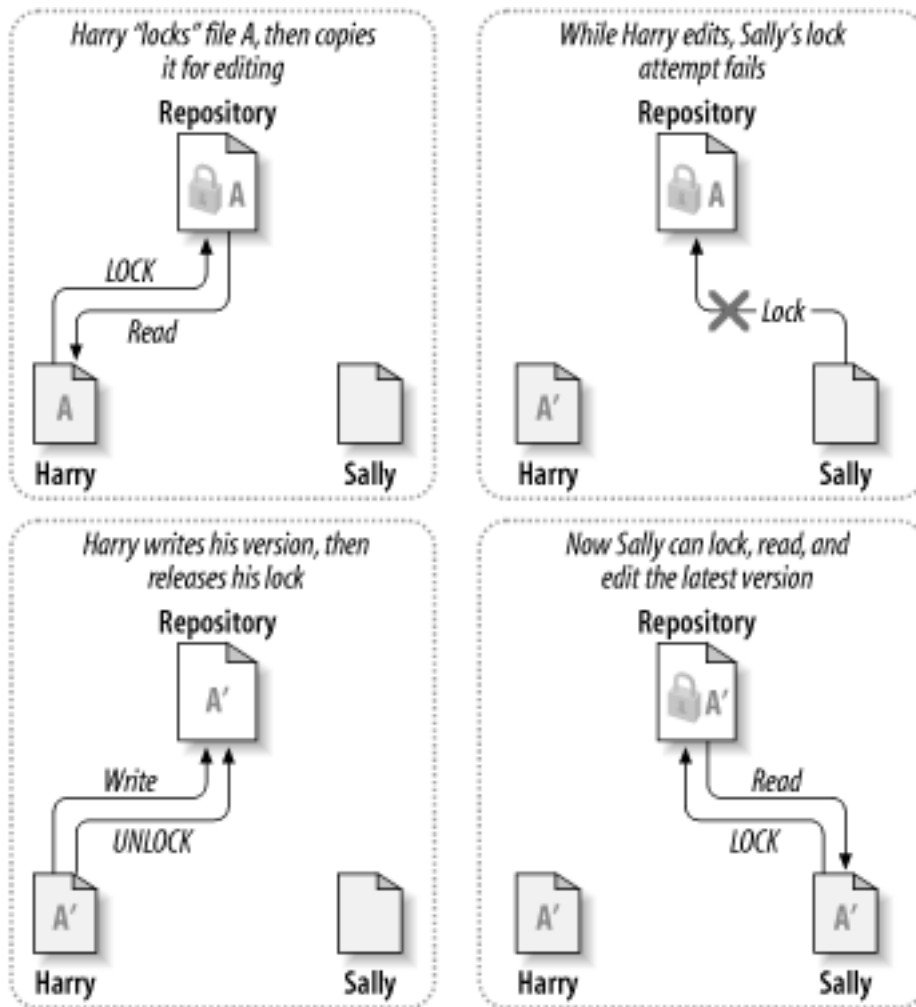 Harry “locks” file A, then copies
it for editing
Repository
A
LOCK
Read
A
Harry
Sally
While Harry edits, Sally’s lock
attempt fails
Repository
A
Lock
A′
Harry
Sally
Harry writes his version, then
releases his lock
Repository
A′
Write
UNLOCK
A′
Harry
Sally
Now Sally can lock, read, and
edit the latest version
Repository
A′
Read
LOCK
A′
Harry
A′
Sally